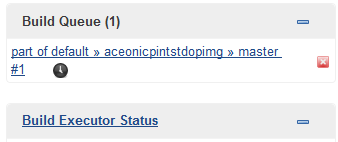 Build Queue (1)
part of default » aceonicpintstdopimg » master
#1
Build Executor Status